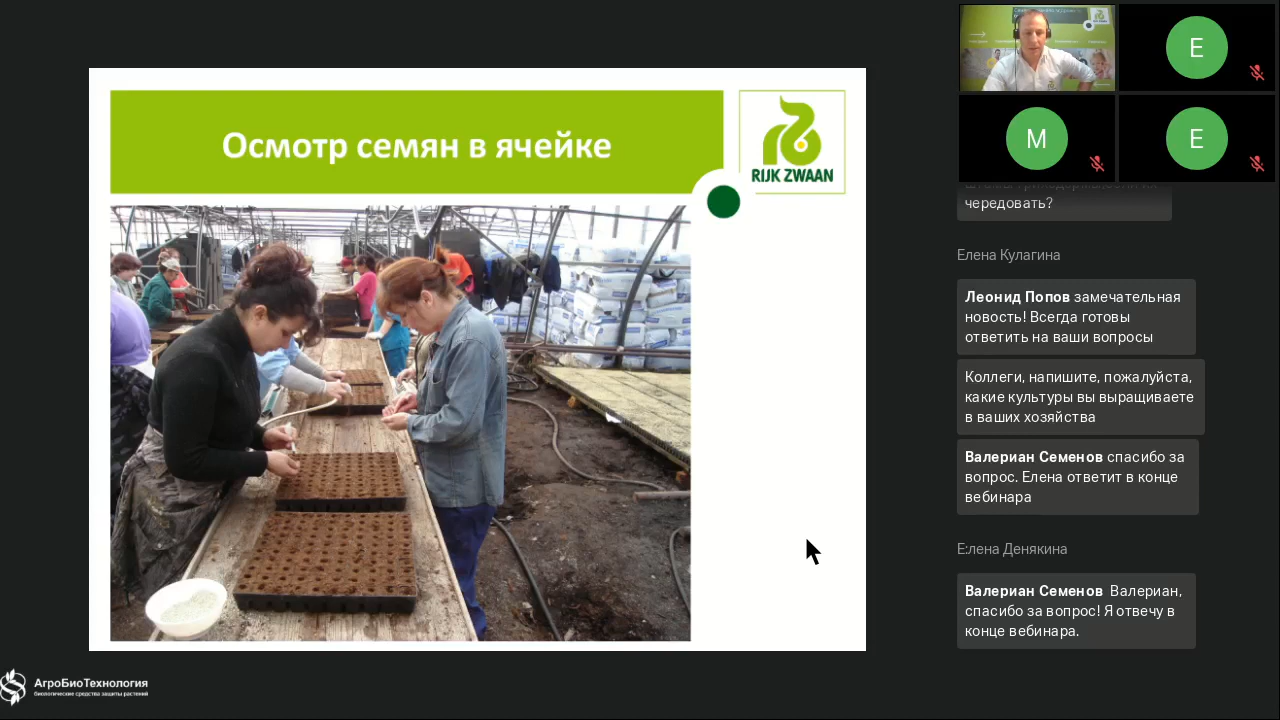 Осмотр семян в ячейке
RIJK ZWAAN
E
M
E
чередовать?
Елена Кулагина
Леонид Попов замечательная
новость! Всегда готовы
ответить на ваши вопросы
Коллеги, напишите, пожалуйста,
какие культуры вы выращиваете
в ваших хозяйства
Валериан Семенов спасибо за
вопрос. Елена ответит в конце
вебинара
Елена Денякина
Валериан Семенов Валериан,
спасибо за вопрос! Я отвечу в
конце вебинара.
АгроБиоТехнология
биологические средства защиты растений